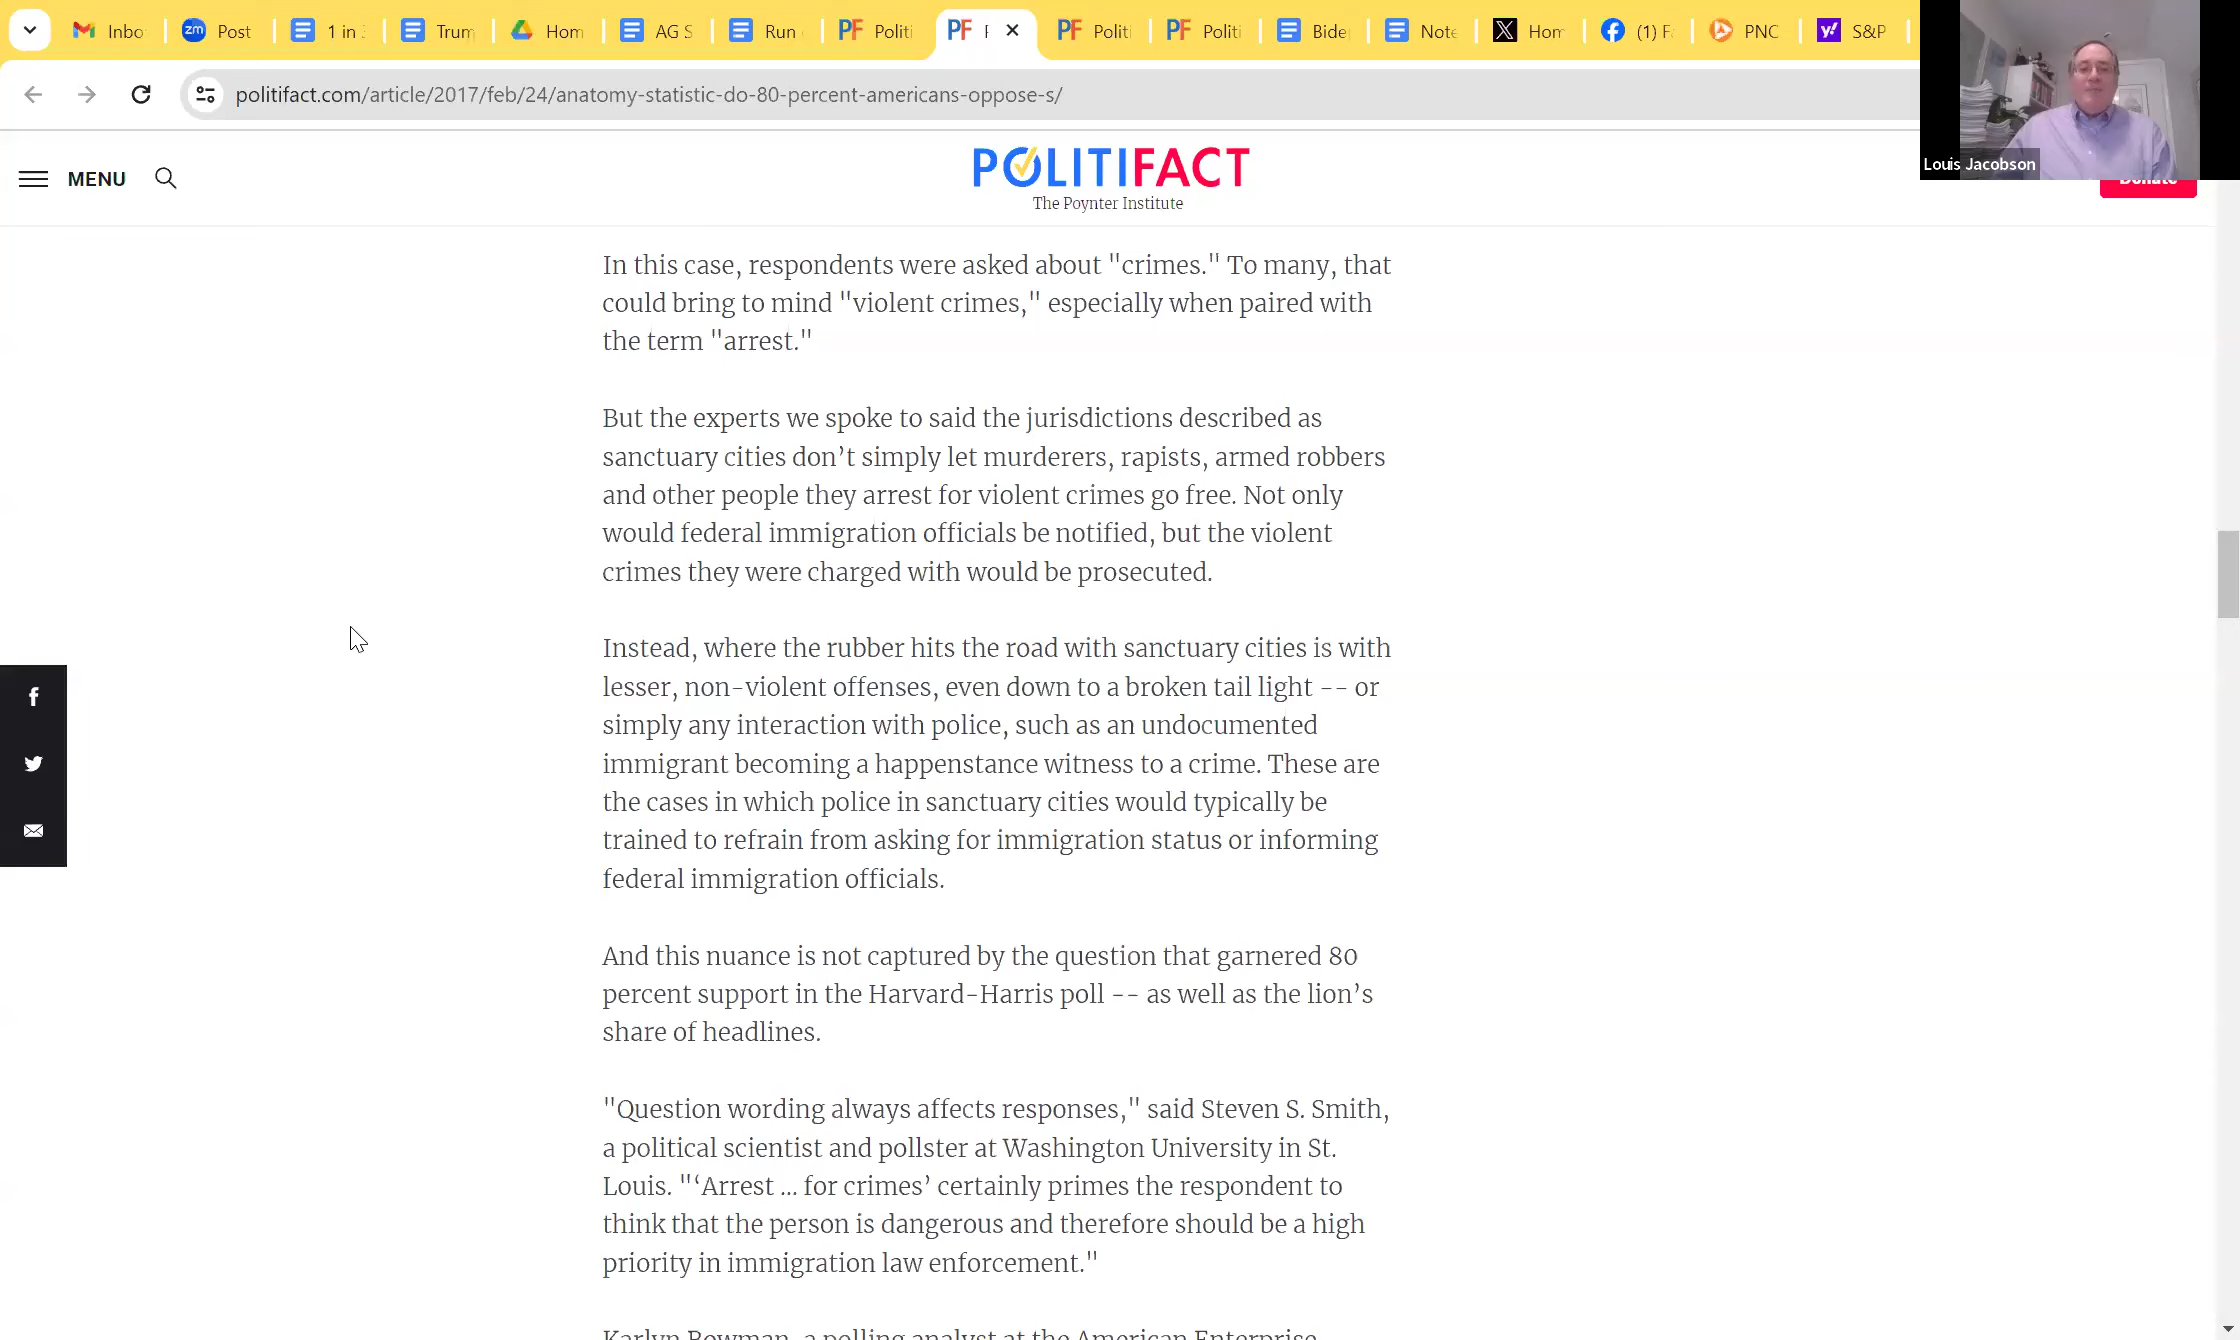 Inbo
Post
1 in
Trum
Hom
AG S
Run
Politi
Politi
Politi
Bide
Note
Hom
(1) F
PNC
S&P
politifact.com/article/2017/feb/24/anatomy-statistic-do-80-percent-americans-oppose-s/
Louis Jacobson
MENU
POLITIFACT
The Poynter Institute
Donate
In this case, respondents were asked about "crimes." To many, that
could bring to mind "violent crimes," especially when paired with
the term "arrest."
But the experts we spoke to said the jurisdictions described as
sanctuary cities don’t simply let murderers, rapists, armed robbers
and other people they arrest for violent crimes go free. Not only
would federal immigration officials be notified, but the violent
crimes they were charged with would be prosecuted.
Instead, where the rubber hits the road with sanctuary cities is with
lesser, non-violent offenses, even down to a broken tail light -- or
simply any interaction with police, such as an undocumented
immigrant becoming a happenstance witness to a crime. These are
the cases in which police in sanctuary cities would typically be
trained to refrain from asking for immigration status or informing
federal immigration officials.
And this nuance is not captured by the question that garnered 80
percent support in the Harvard-Harris poll -- as well as the lion’s
share of headlines.
"Question wording always affects responses," said Steven S. Smith,
a political scientist and pollster at Washington University in St.
Louis. "‘Arrest ... for crimes’ certainly primes the respondent to
think that the person is dangerous and therefore should be a high
priority in immigration law enforcement."
Karlyn Bowman, a polling analyst at the American Enterprise